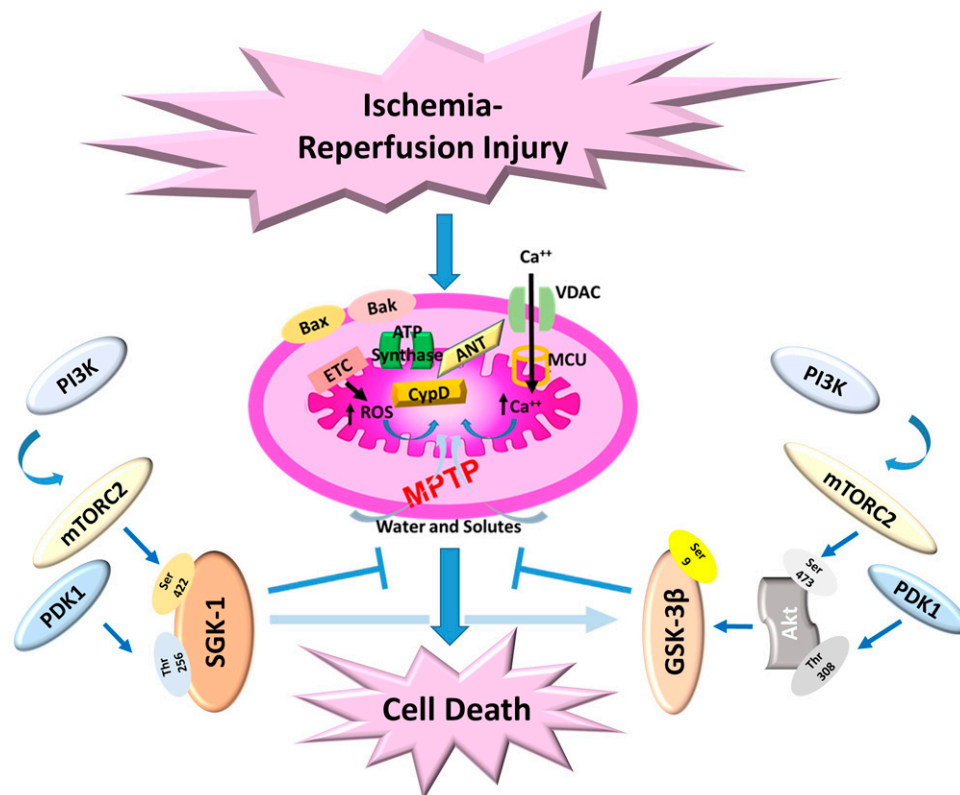 Ischemia-
Reperfusion Injury
Ca⁺⁺
VDAC
Bax
Bak
ATP
Synthase
ANT
MCU
ETC
CypD
ROS
Ca⁺⁺
MPTP
Water and Solutes
PI3K
mTORC2
PDK1
Ser
422
Thr
256
SGK-1
PI3K
mTORC2
PDK1
Ser
9
Ser
473
GSK-3β
Akt
Thr
308
Cell Death